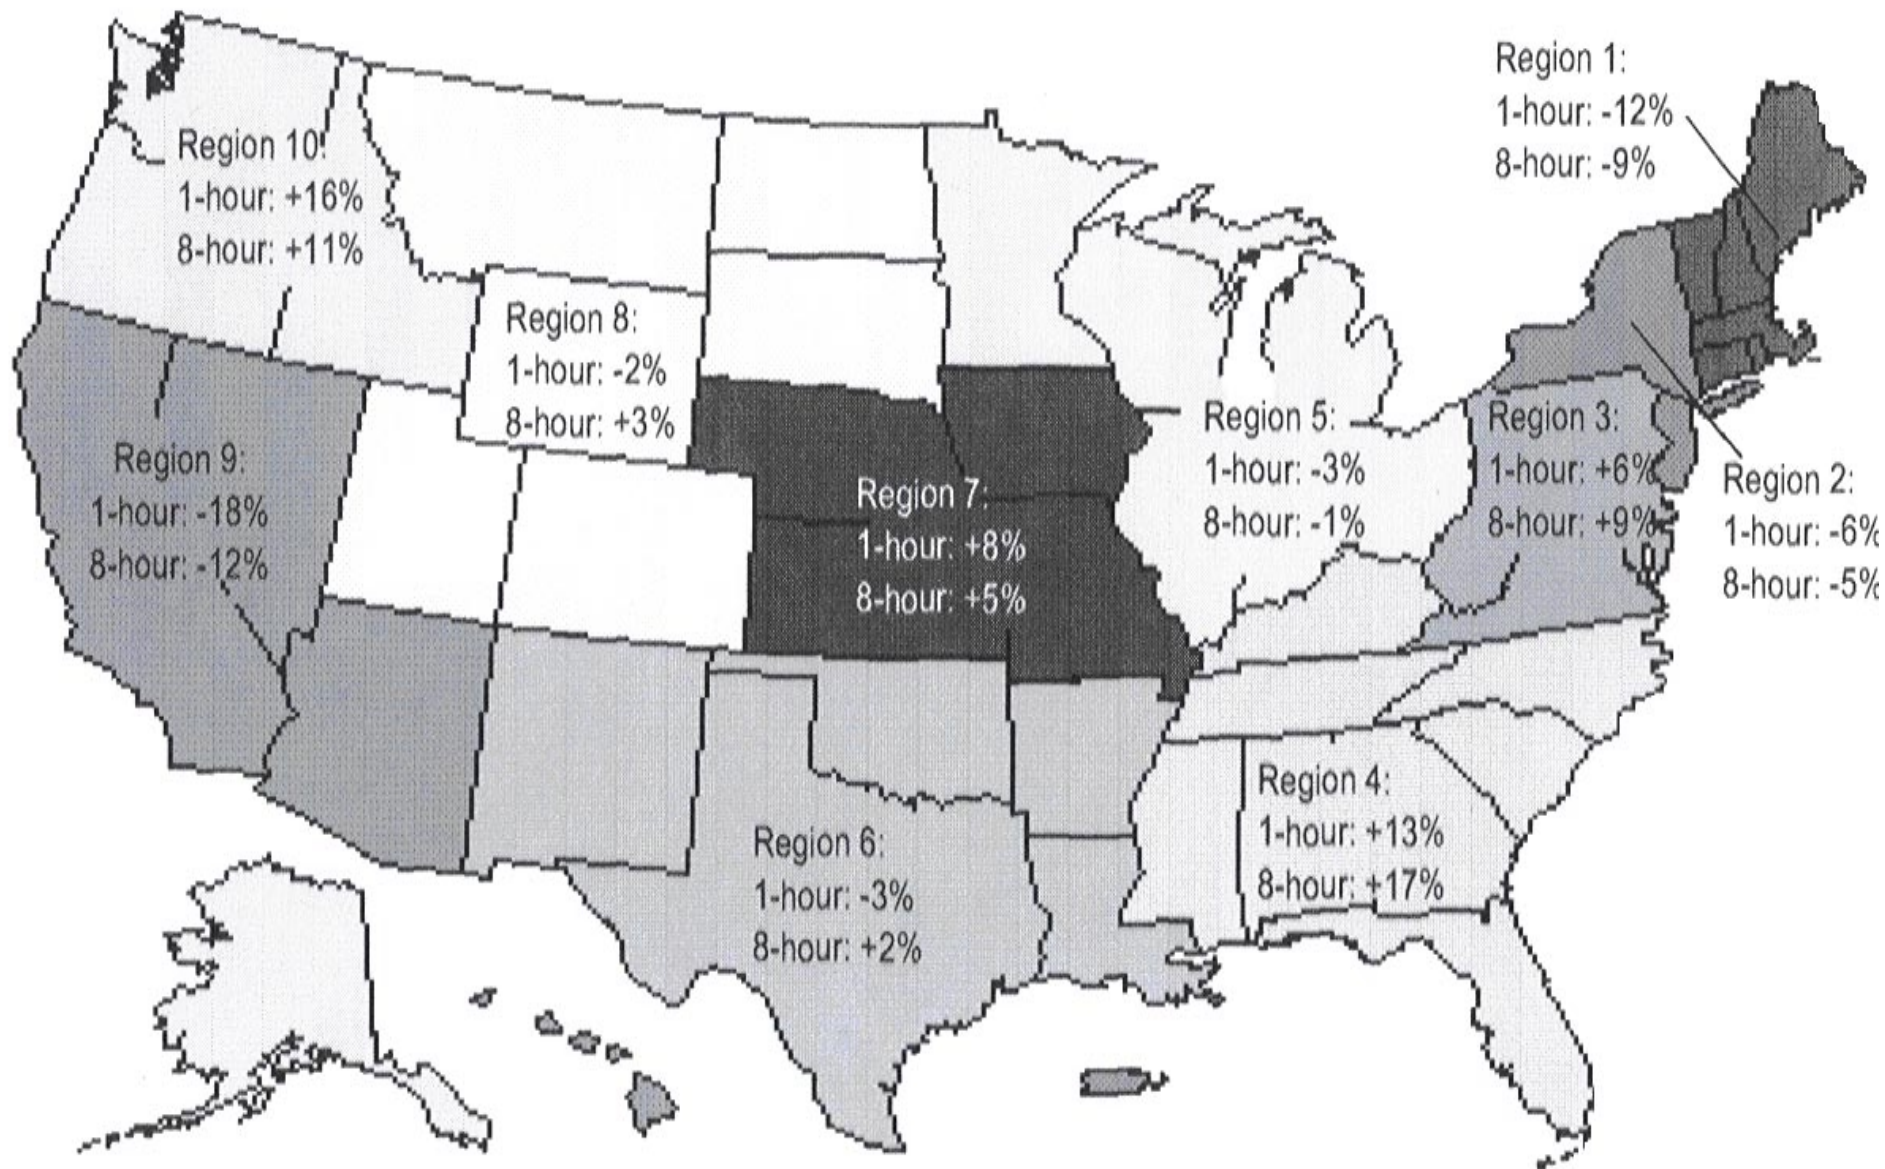 Region 1:
1-hour: -12%
8-hour: -9%
Region 10:
1-hour: +16%
8-hour: +11%
Region 8:
1-hour: -2%
8-hour: +3%
Region 5:
1-hour: -3%
8-hour: -1%
Region 3:
1-hour: +6%
8-hour: +9%
Region 9:
1-hour: -18%
8-hour: -12%
Region 7:
1-hour: +8%
8-hour: +5%
Region 2:
1-hour: -6%
8-hour: -5%
Region 4:
1-hour: +13%
8-hour: +17%
Region 6:
1-hour: -3%
8-hour: +2%